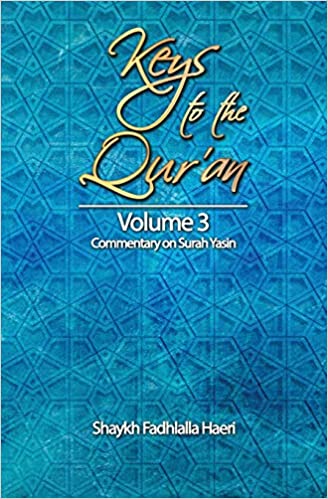 Keys
to the
Qur'an
Volume 3
Commentary on Surah Yasin
Shaykh Fadhlalla Haeri